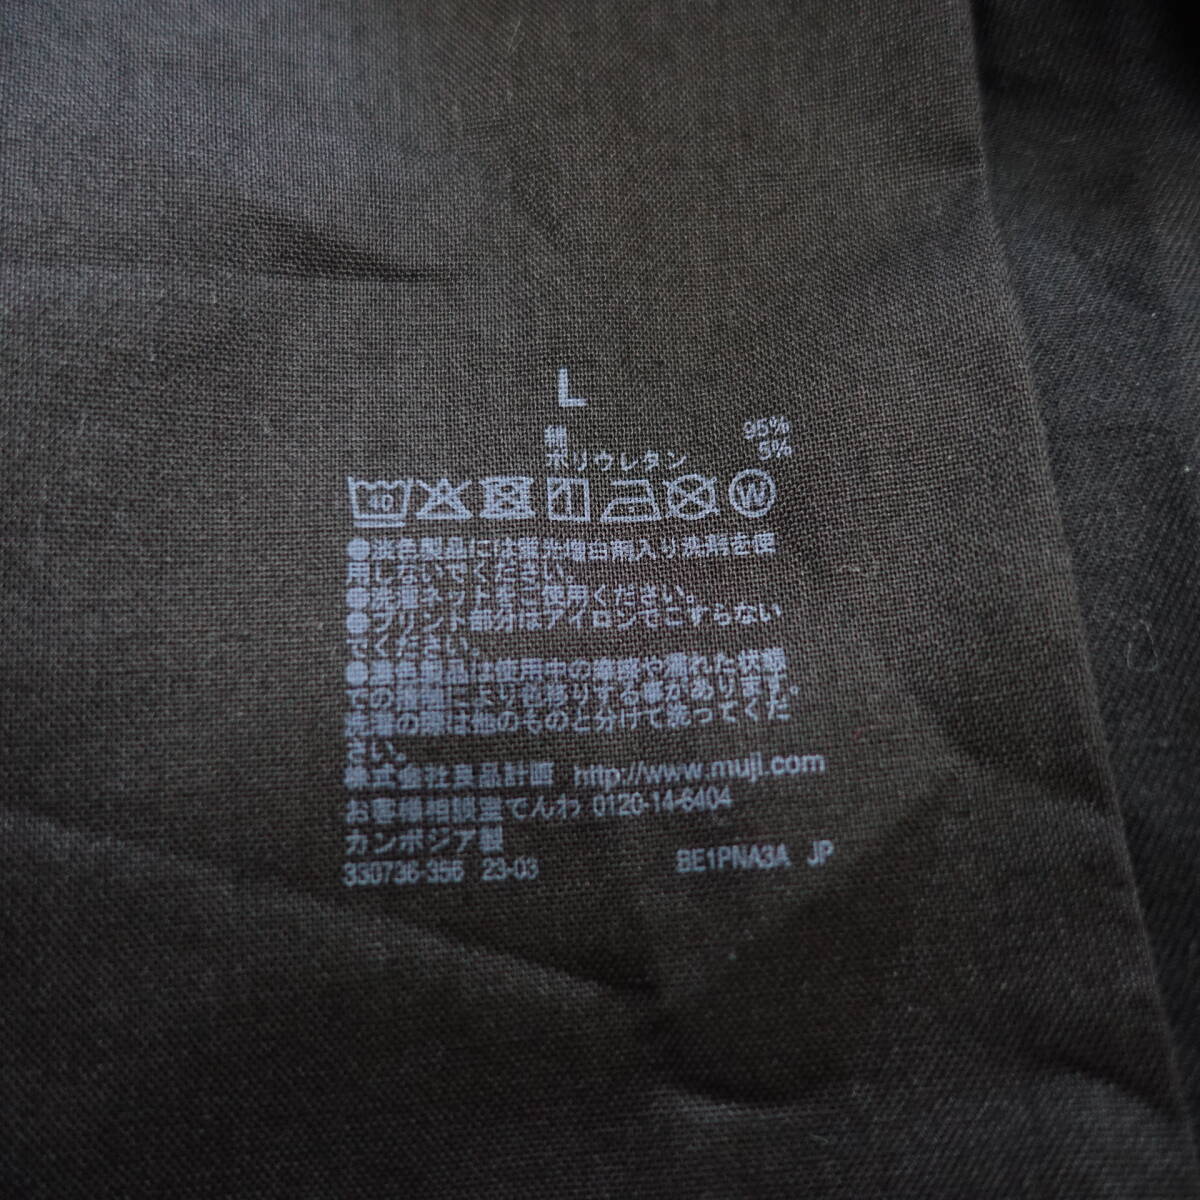 L
綿 95%
ポリウレタン 5%
40 W
●淡色製品には蛍光増白剤入り洗剤を使
用しないでください。
●洗濯ネットをご使用ください。
●プリント部分はアイロンでこすらない
でください。
●濃色製品は使用中の摩擦や濡れた状態
での摩擦により色移りする事があります。
洗濯の際は他のものと分けて洗ってくだ
さい。
株式会社良品計画 http://www.muji.com
お客様相談室でんわ 0120-14-6404
カンボジア製
330736-356 23-03 BE1PNA3A JP